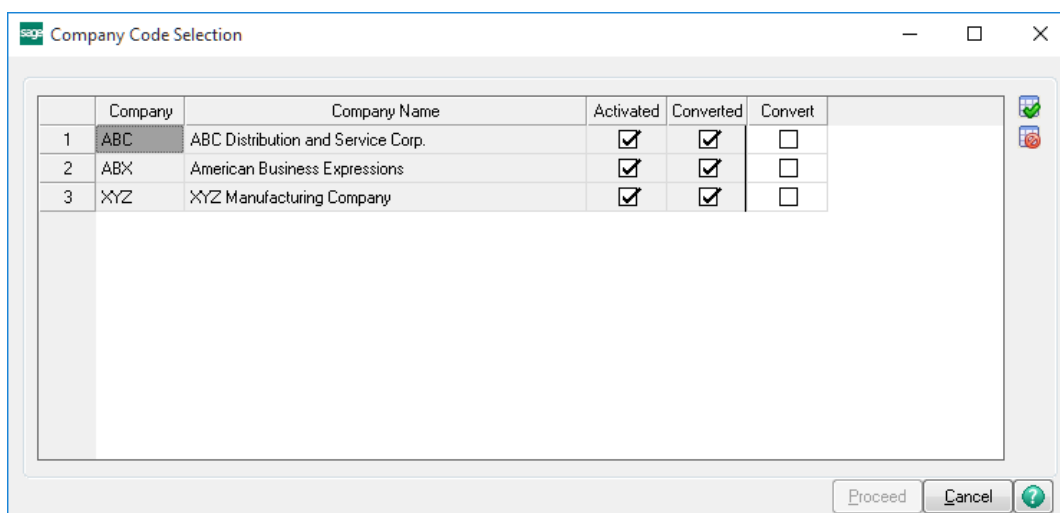 sage Company Code Selection
Company Company Name Activated Converted Convert
1 ABC ABC Distribution and Service Corp.
2 ABX American Business Expressions
3 XYZ XYZ Manufacturing Company
Proceed Cancel ?